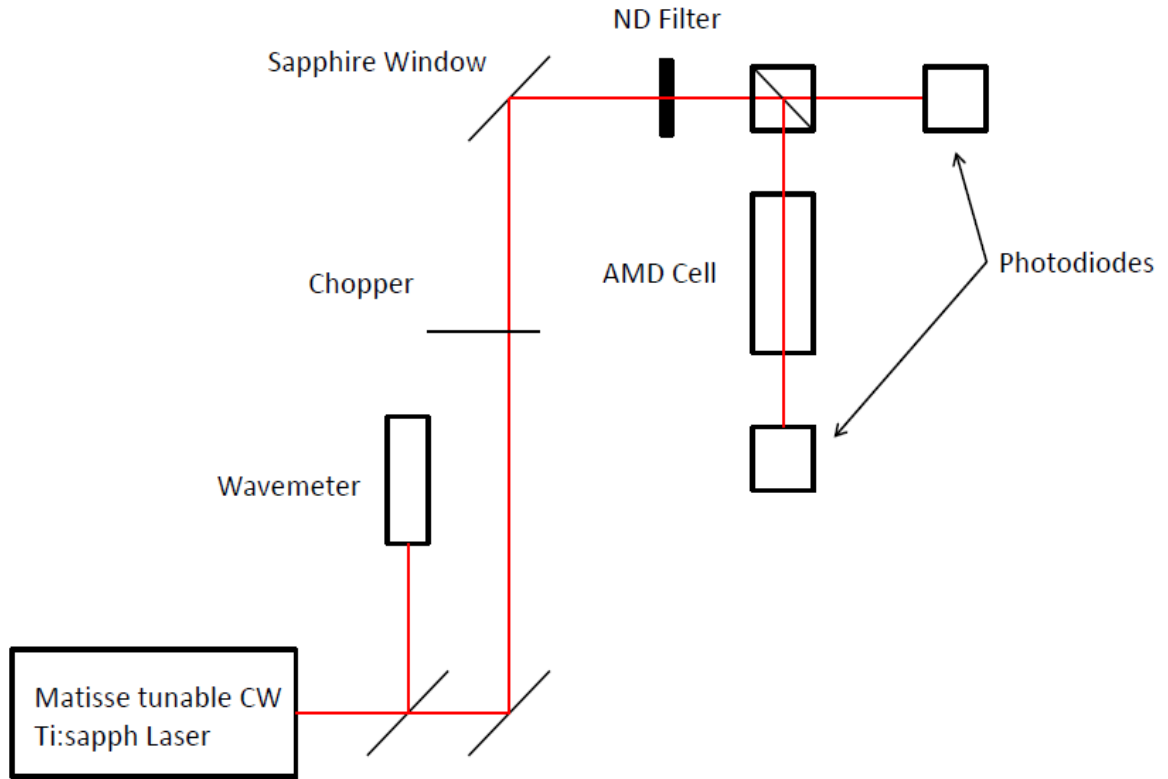 ND Filter
Sapphire Window
Chopper
AMD Cell
Photodiodes
Wavemeter
Matisse tunable CW
Ti:sapph Laser